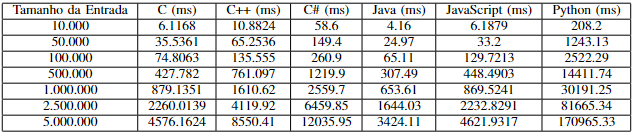 Tamanho da Entrada C (ms) C++ (ms) C# (ms) Java (ms) JavaScript (ms) Python (ms)
10.000 6.1168 10.8824 58.6 4.16 6.1879 208.2
50.000 35.5361 65.2536 149.4 24.97 33.2 1243.13
100.000 74.8063 135.555 260.9 65.11 129.7213 2522.29
500.000 427.782 761.097 1219.9 307.49 448.4903 14411.74
1.000.000 879.1351 1610.62 2559.7 653.61 869.5241 30191.25
2.500.000 2260.0139 4119.92 6459.85 1644.03 2232.8291 81665.34
5.000.000 4576.1624 8550.41 12035.95 3424.11 4621.9317 170965.33